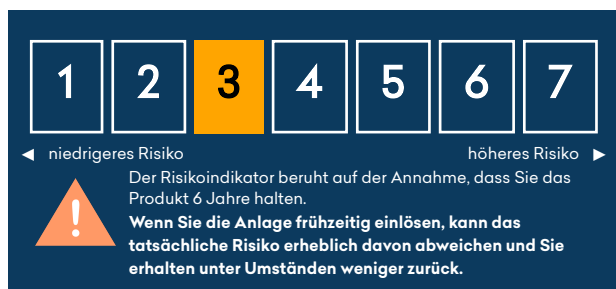 1 2 3 4 5 6 7
◄ niedrigeres Risiko höheres Risiko ►
Der Risikoindikator beruht auf der Annahme, dass Sie das
Produkt 6 Jahre halten.
!
Wenn Sie die Anlage frühzeitig einlösen, kann das
tatsächliche Risiko erheblich davon abweichen und Sie
erhalten unter Umständen weniger zurück.